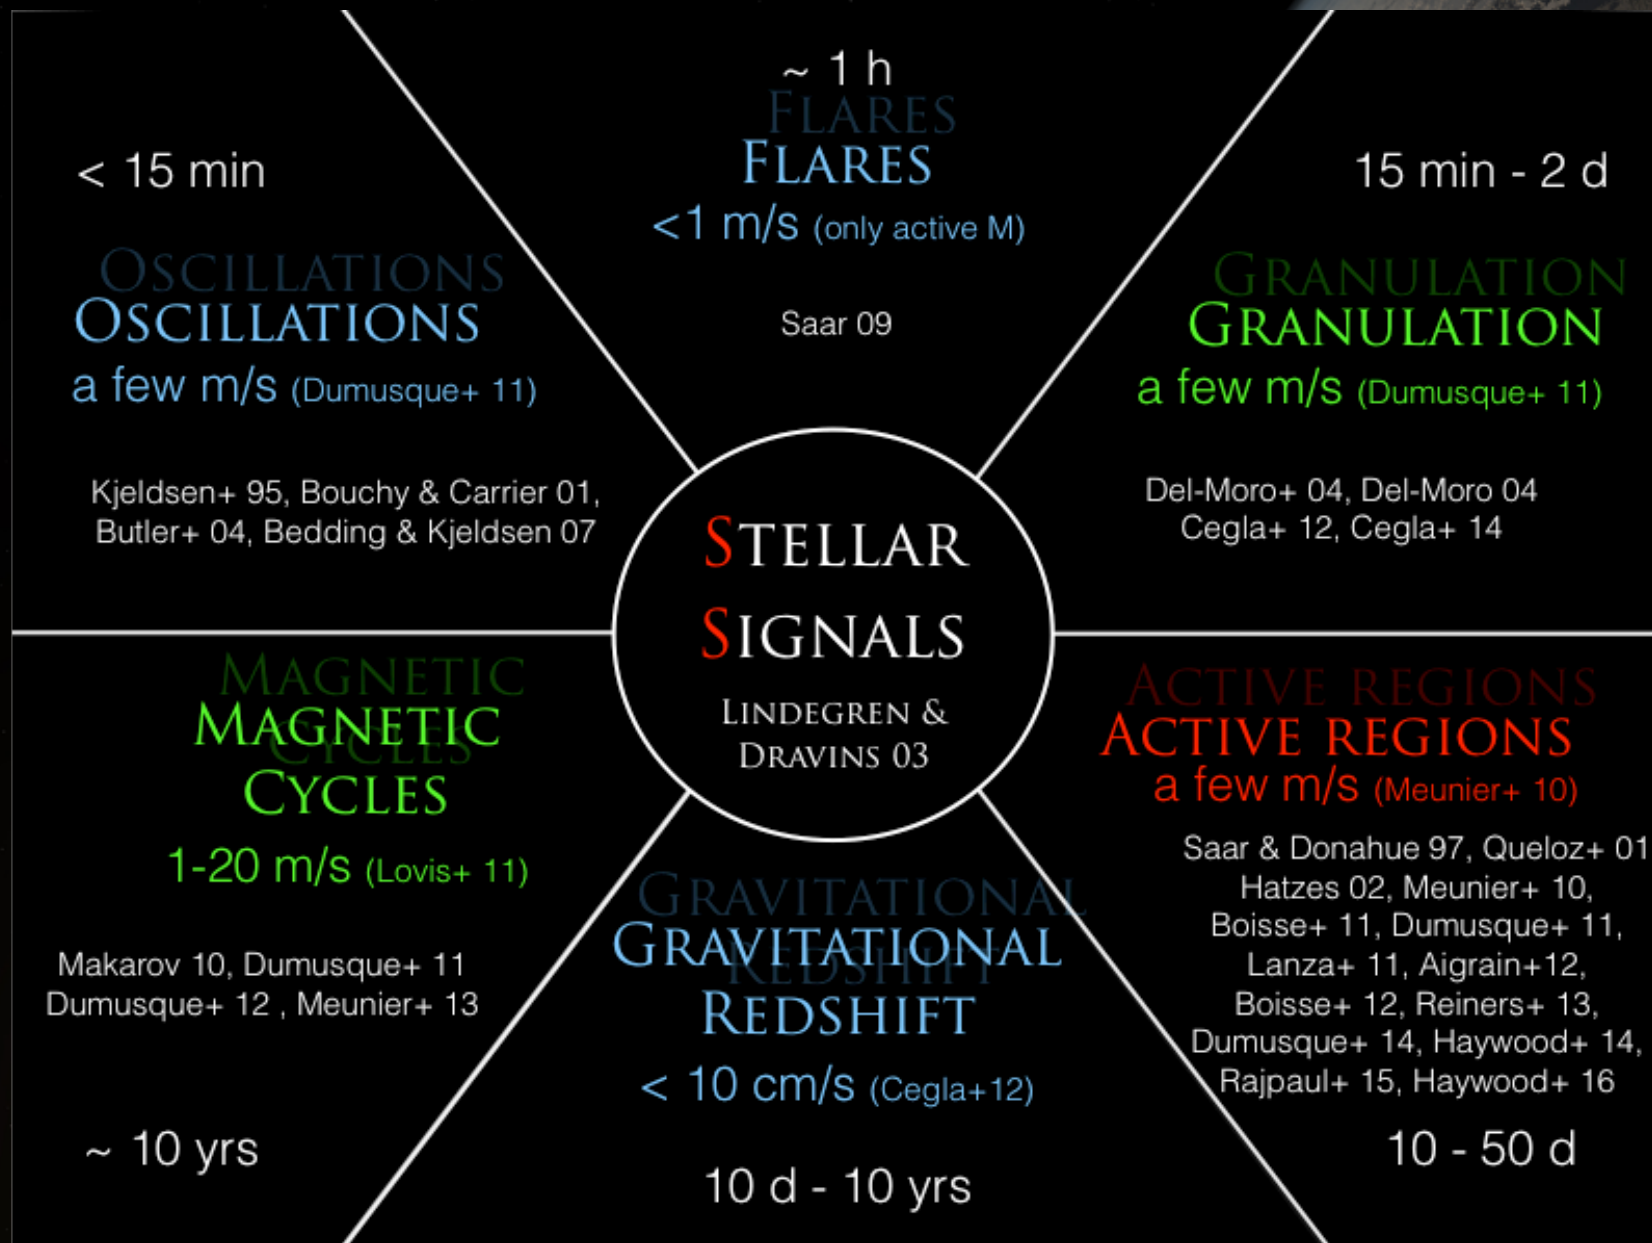 ~ 1 h
FLARES
<1 m/s (only active M)
Saar 09
< 15 min
OSCILLATIONS
a few m/s (Dumusque+ 11)
Kjeldsen+ 95, Bouchy & Carrier 01,
Butler+ 04, Bedding & Kjeldsen 07
15 min - 2 d
GRANULATION
a few m/s (Dumusque+ 11)
Del-Moro+ 04, Del-Moro 04
Cegla+ 12, Cegla+ 14
STELLAR
SIGNALS
LINDEGREN &
DRAVINS 03
MAGNETIC
CYCLES
1-20 m/s (Lovis+ 11)
Makarov 10, Dumusque+ 11
Dumusque+ 12 , Meunier+ 13
~ 10 yrs
GRAVITATIONAL
REDSHIFT
< 10 cm/s (Cegla+12)
10 d - 10 yrs
ACTIVE REGIONS
a few m/s (Meunier+ 10)
Saar & Donahue 97, Queloz+ 01
Hatzes 02, Meunier+ 10,
Boisse+ 11, Dumusque+ 11,
Lanza+ 11, Aigrain+12,
Boisse+ 12, Reiners+ 13,
Dumusque+ 14, Haywood+ 14,
Rajpaul+ 15, Haywood+ 16
10 - 50 d